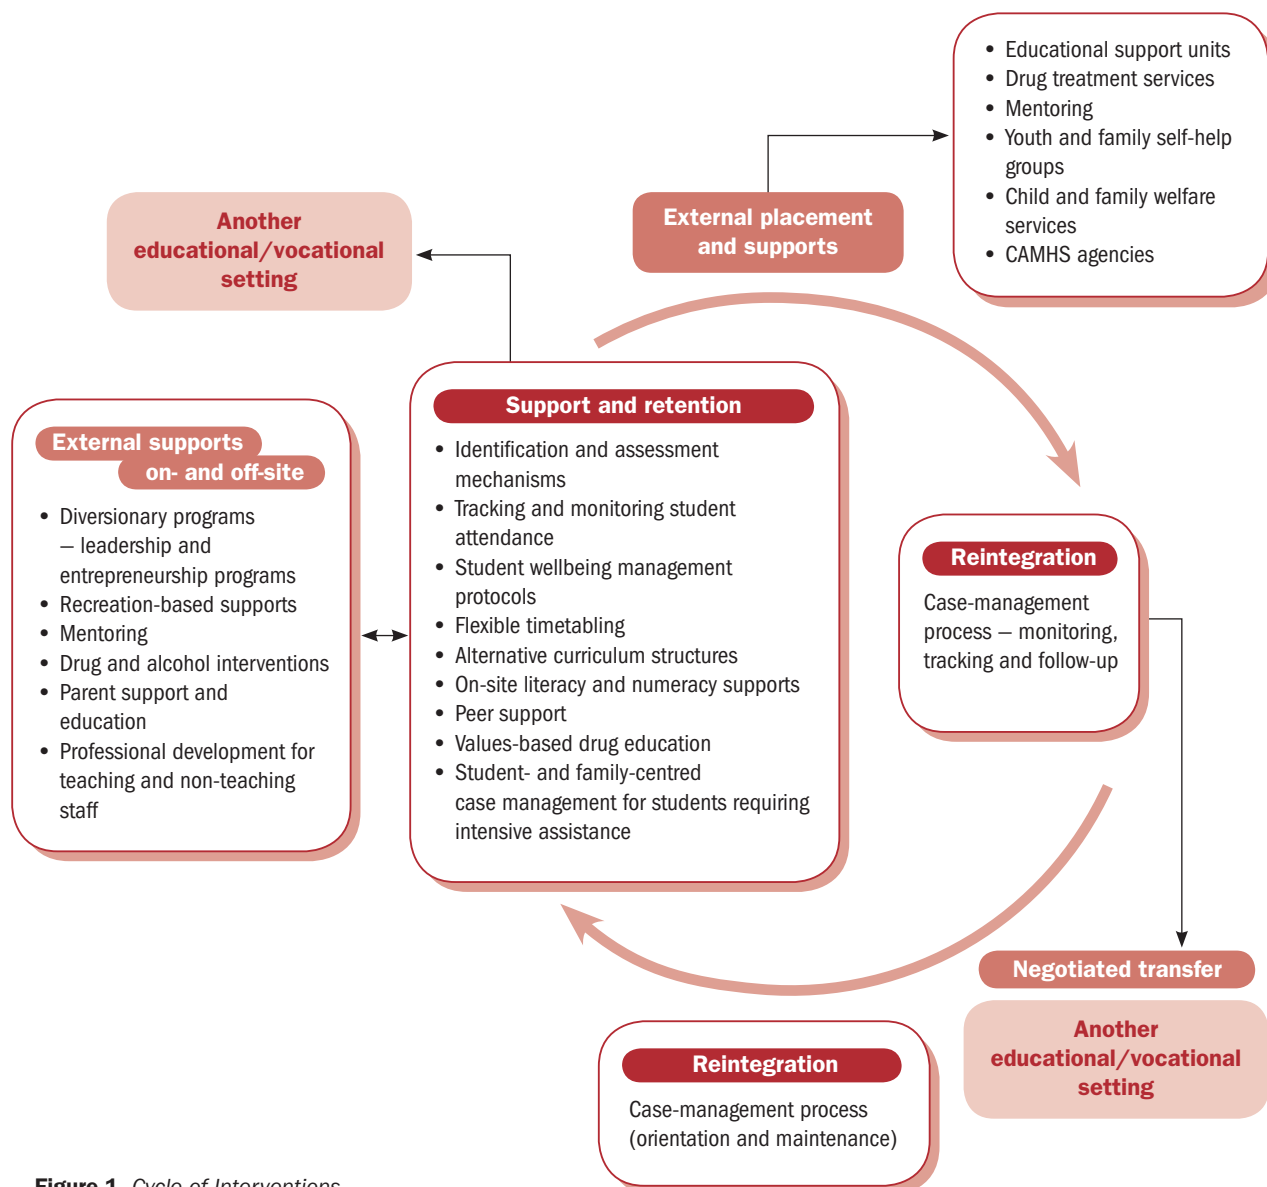 • Educational support units
• Drug treatment services
• Mentoring
• Youth and family self-help
groups
• Child and family welfare
services
• CAMHS agencies
External placement
and supports
Another
educational/vocational
setting
Support and retention
• Identification and assessment
mechanisms
• Tracking and monitoring student
attendance
• Student wellbeing management
protocols
• Flexible timetabling
• Alternative curriculum structures
• On-site literacy and numeracy supports
• Peer support
• Values-based drug education
• Student- and family-centred
case management for students requiring
intensive assistance
External supports
on- and off-site
• Diversionary programs
– leadership and
entrepreneurship programs
• Recreation-based supports
• Mentoring
• Drug and alcohol interventions
• Parent support and
education
• Professional development for
teaching and non-teaching
staff
Reintegration
Case-management
process – monitoring,
tracking and follow-up
Negotiated transfer
Another
educational/vocational
setting
Reintegration
Case-management process
(orientation and maintenance)
Figure 1 Cycle of Interventions